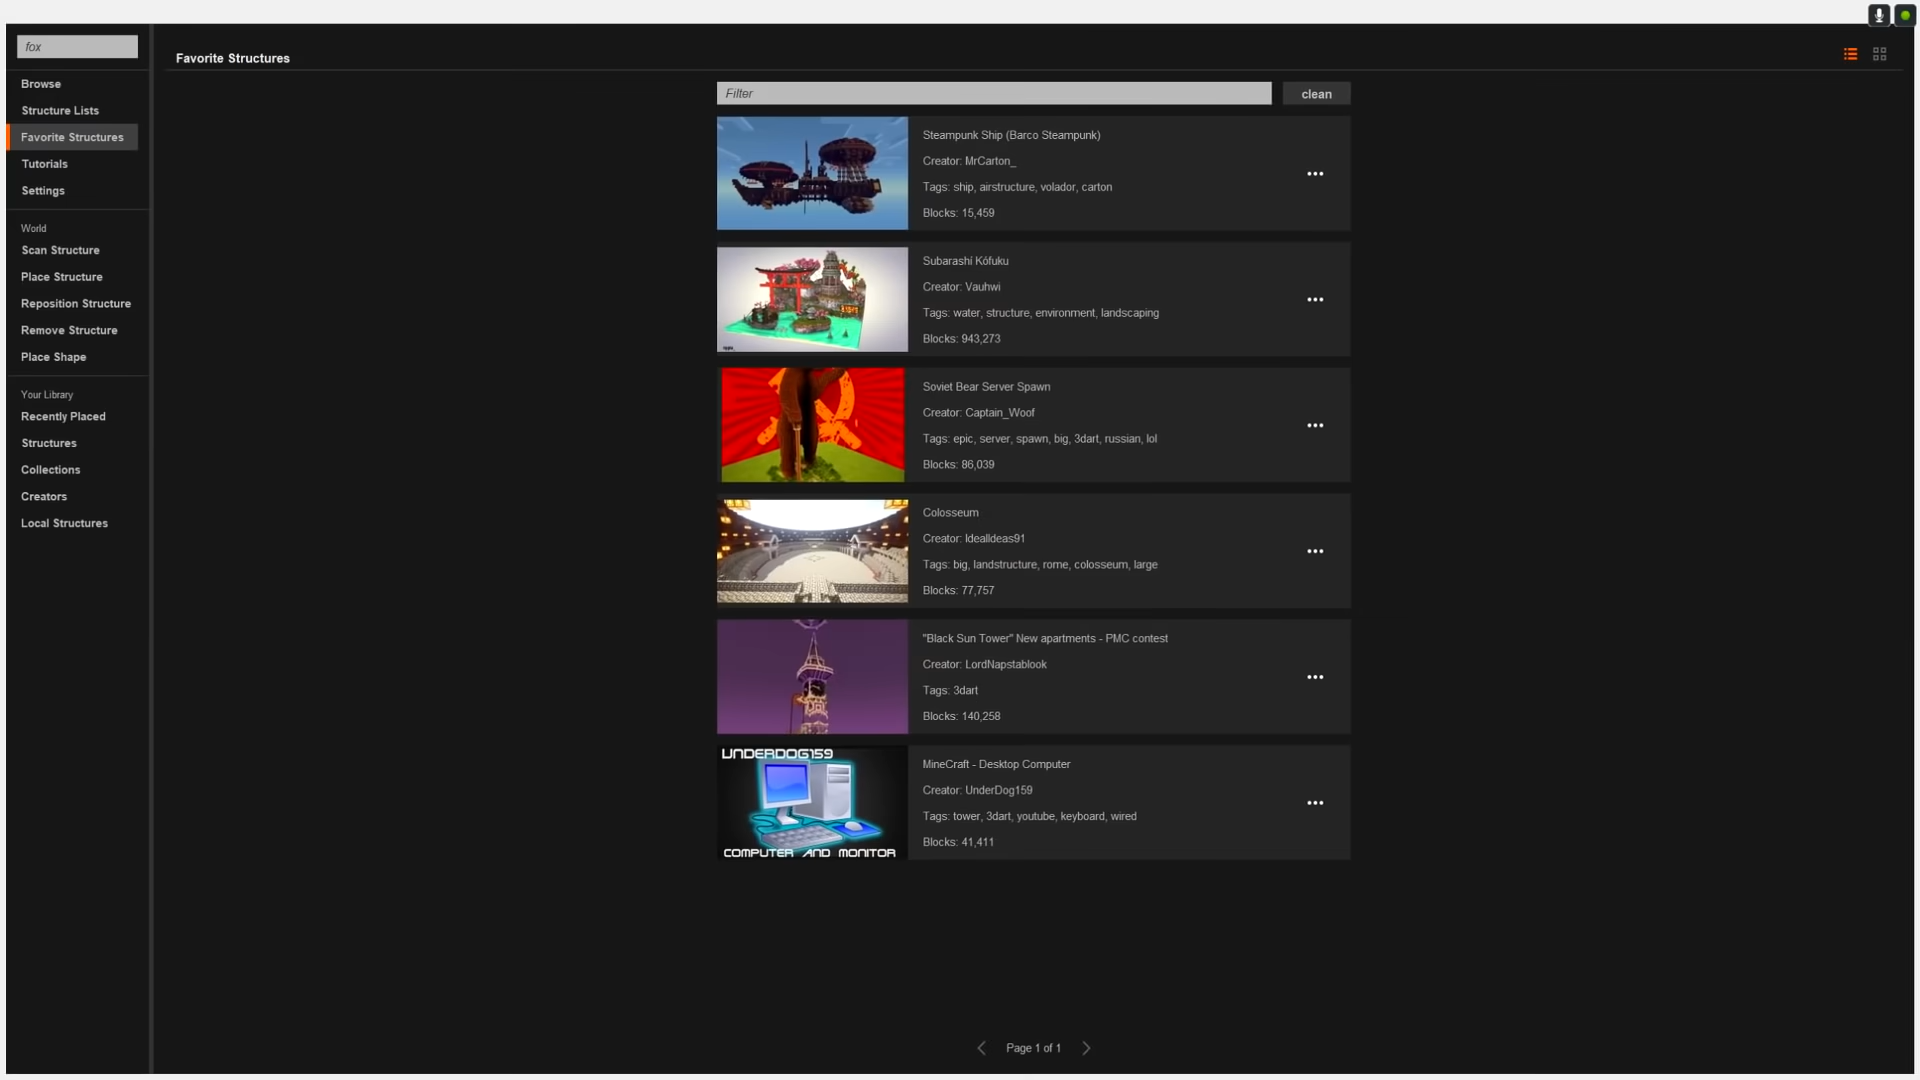 fox
Browse
Structure Lists
Favorite Structures
Tutorials
Settings
World
Scan Structure
Place Structure
Reposition Structure
Remove Structure
Place Shape
Your Library
Recently Placed
Structures
Collections
Creators
Local Structures
Favorite Structures
Filter
clean
Steampunk Ship (Barco Steampunk)
Creator: MrCarton_
Tags: ship, airstructure, volador, carton
Blocks: 15,459
Subarashí Kófuku
Creator: Vauhwi
Tags: water, structure, environment, landscaping
Blocks: 943,273
Soviet Bear Server Spawn
Creator: Captain_Woof
Tags: epic, server, spawn, big, 3dart, russian, lol
Blocks: 86,039
Colosseum
Creator: IdealIdeas91
Tags: big, landstructure, rome, colosseum, large
Blocks: 77,757
"Black Sun Tower" New apartments - PMC contest
Creator: LordNapstablook
Tags: 3dart
Blocks: 140,258
UNDERDOG159
COMPUTER AND MONITOR
MineCraft - Desktop Computer
Creator: UnderDog159
Tags: tower, 3dart, youtube, keyboard, wired
Blocks: 41,411
Page 1 of 1